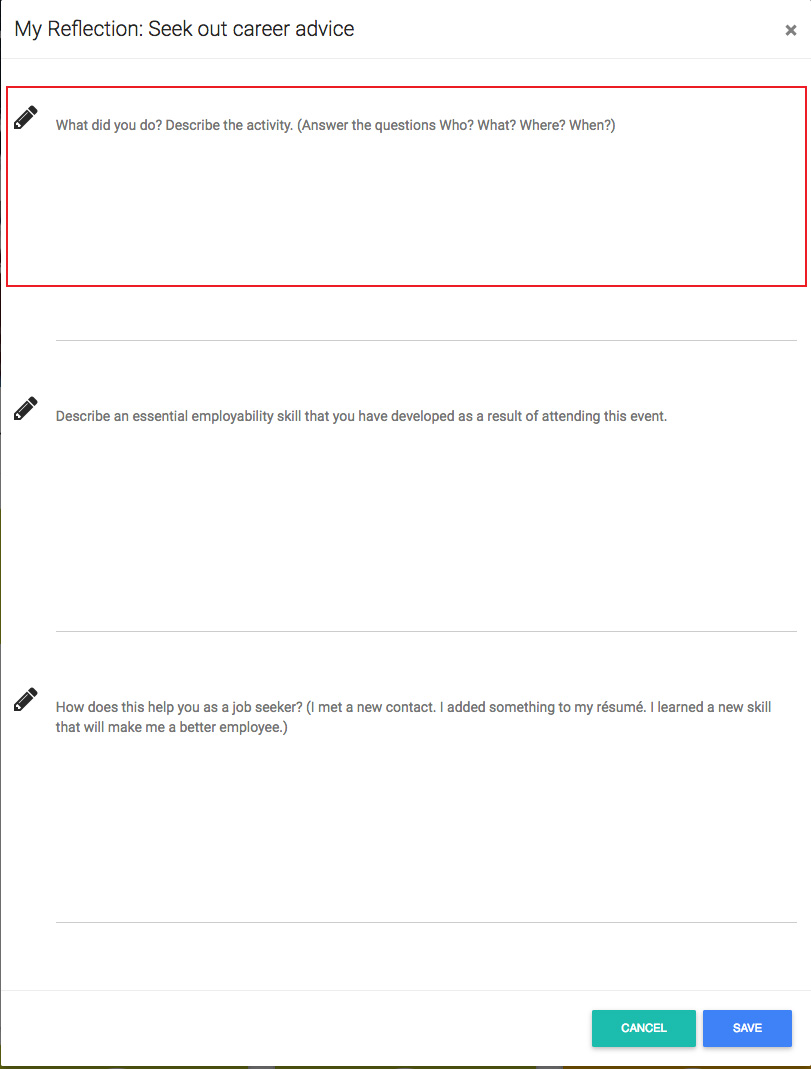 My Reflection: Seek out career advice
×
What did you do? Describe the activity. (Answer the questions Who? What? Where? When?)
Describe an essential employability skill that you have developed as a result of attending this event.
How does this help you as a job seeker? (I met a new contact. I added something to my résumé. I learned a new skill
that will make me a better employee.)
CANCEL SAVE